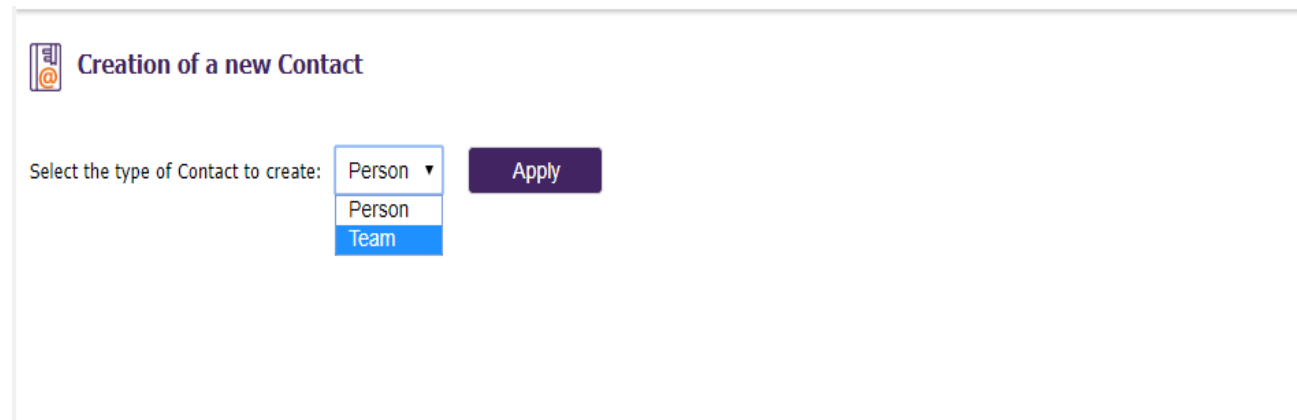 Creation of a new Contact
Select the type of Contact to create: Person Apply
Person
Team